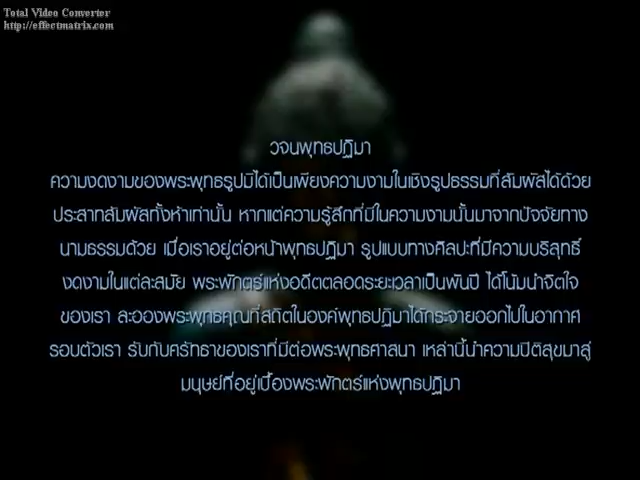 Total Video Converter
http://effectmatrix.com
วจนพุทธปฏิมา
ความงดงามของพระพุทธรูปมิได้เป็นเพียงความงามในเชิงรูปธรรมที่สัมผัสได้ด้วย
ประสาทสัมผัสทั้งห้าเท่านั้น หากแต่ความรู้สึกที่มีในความงามนั้นมาจากปัจจัยทาง
นามธรรมด้วย เมื่อเราอยู่ต่อหน้าพุทธปฏิมา รูปแบบทางศิลปะที่มีความบริสุทธิ์
งดงามในแต่ละสมัย พระพักตร์แห่งอดีตตลอดระยะเวลาเป็นพันปี ได้โน้มนำจิตใจ
ของเรา ละอองพระพุทธคุณที่สถิตในองค์พุทธปฏิมาได้กระจายออกไปในอากาศ
รอบตัวเรา รับกับศรัทธาของเราที่มีต่อพระพุทธศาสนา เหล่านี้นำความปิติสุขมาสู่
มนุษย์ที่อยู่เบื้องพระพักตร์แห่งพุทธปฏิมา